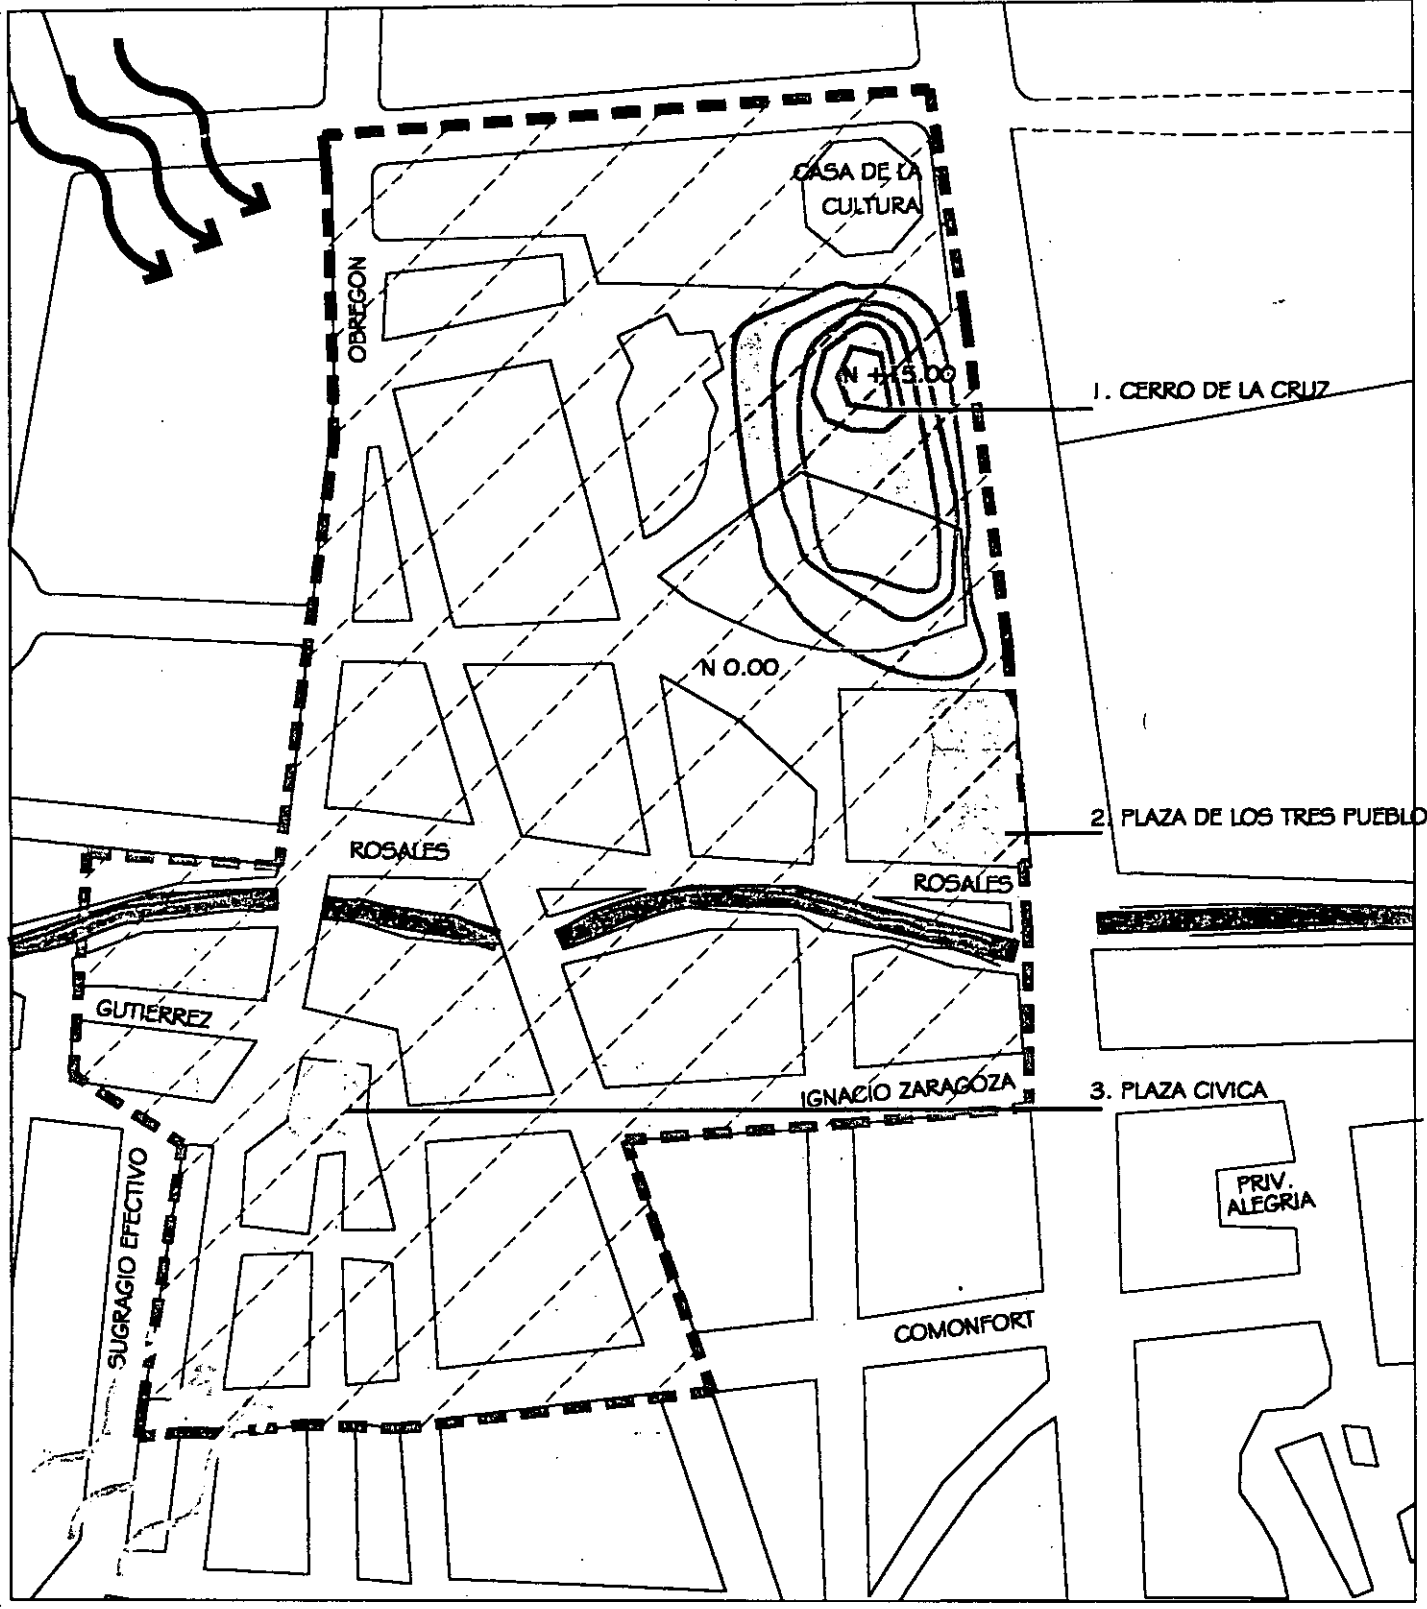 CASA DE LA
CULTURA
OBREGON
N +15.00
1. CERRO DE LA CRUZ
N 0.00
2. PLAZA DE LOS TRES PUEBLO
ROSALES
ROSALES
GUTIERREZ
IGNACIO ZARAGOZA
3. PLAZA CIVICA
SUGRAGIO EFECTIVO
PRIV.
ALEGRIA
COMONFORT